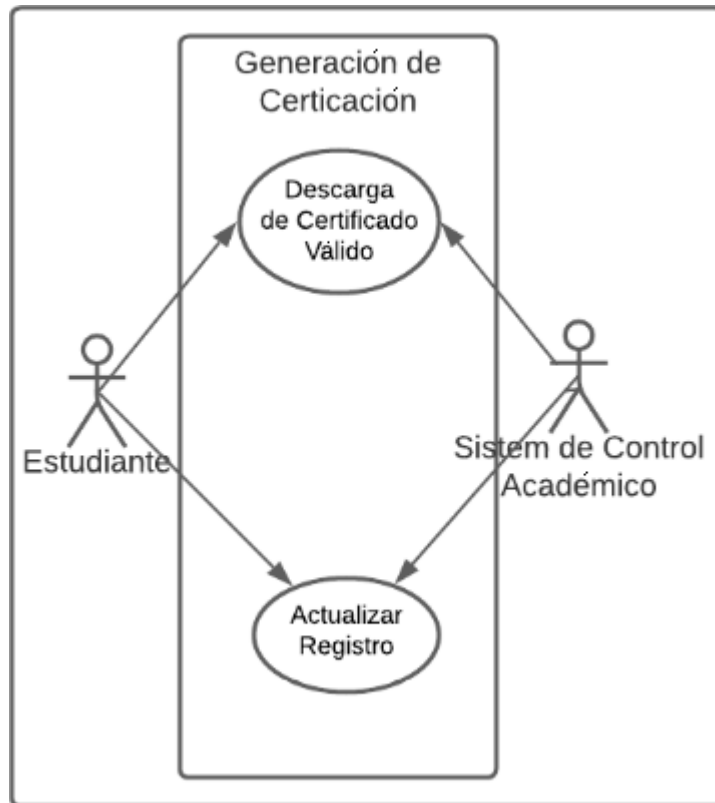 Generación de
Certicación
Descarga
de Certificado
Válido
Estudiante
Sistem de Control
Académico
Actualizar
Registro